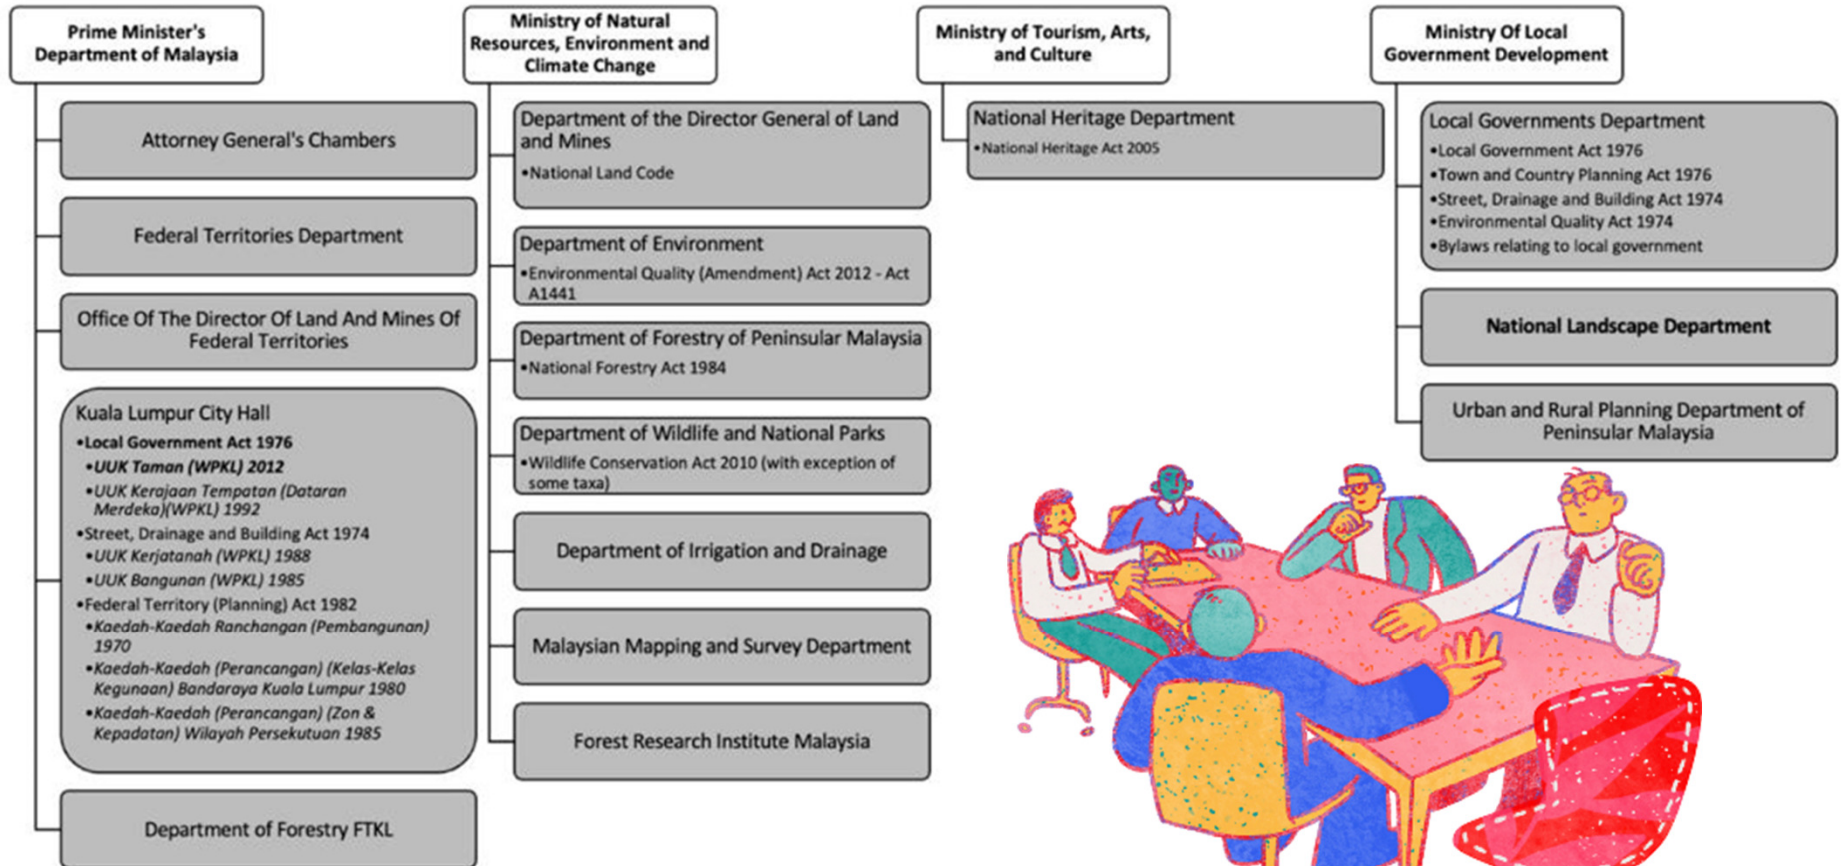 Prime Minister's
Department of Malaysia
Attorney General's Chambers
Federal Territories Department
Office Of The Director Of Land And Mines Of
Federal Territories
Kuala Lumpur City Hall
•Local Government Act 1976
•UUK Taman (WPKL) 2012
•UUK Kerajaan Tempatan (Dataran
Merdeka)(WPKL) 1992
•Street, Drainage and Building Act 1974
•UUK Kerjatanah (WPKL) 1988
•UUK Bangunan (WPKL) 1985
•Federal Territory (Planning) Act 1982
•Kaedah-Kaedah Ranchangan (Pembangunan)
1970
•Kaedah-Kaedah (Perancangan) (Kelas-Kelas
Kegunaan) Bandaraya Kuala Lumpur 1980
•Kaedah-Kaedah (Perancangan) (Zon &
Kepadatan) Wilayah Persekutuan 1985
Department of Forestry FTKL
Ministry of Natural
Resources, Environment and
Climate Change
Department of the Director General of Land
and Mines
•National Land Code
Department of Environment
•Environmental Quality (Amendment) Act 2012 - Act
A1441
Department of Forestry of Peninsular Malaysia
•National Forestry Act 1984
Department of Wildlife and National Parks
•Wildlife Conservation Act 2010 (with exception of
some taxa)
Department of Irrigation and Drainage
Malaysian Mapping and Survey Department
Forest Research Institute Malaysia
Ministry of Tourism, Arts,
and Culture
National Heritage Department
•National Heritage Act 2005
Ministry Of Local
Government Development
Local Governments Department
•Local Government Act 1976
•Town and Country Planning Act 1976
•Street, Drainage and Building Act 1974
•Environmental Quality Act 1974
•Bylaws relating to local government
National Landscape Department
Urban and Rural Planning Department of
Peninsular Malaysia